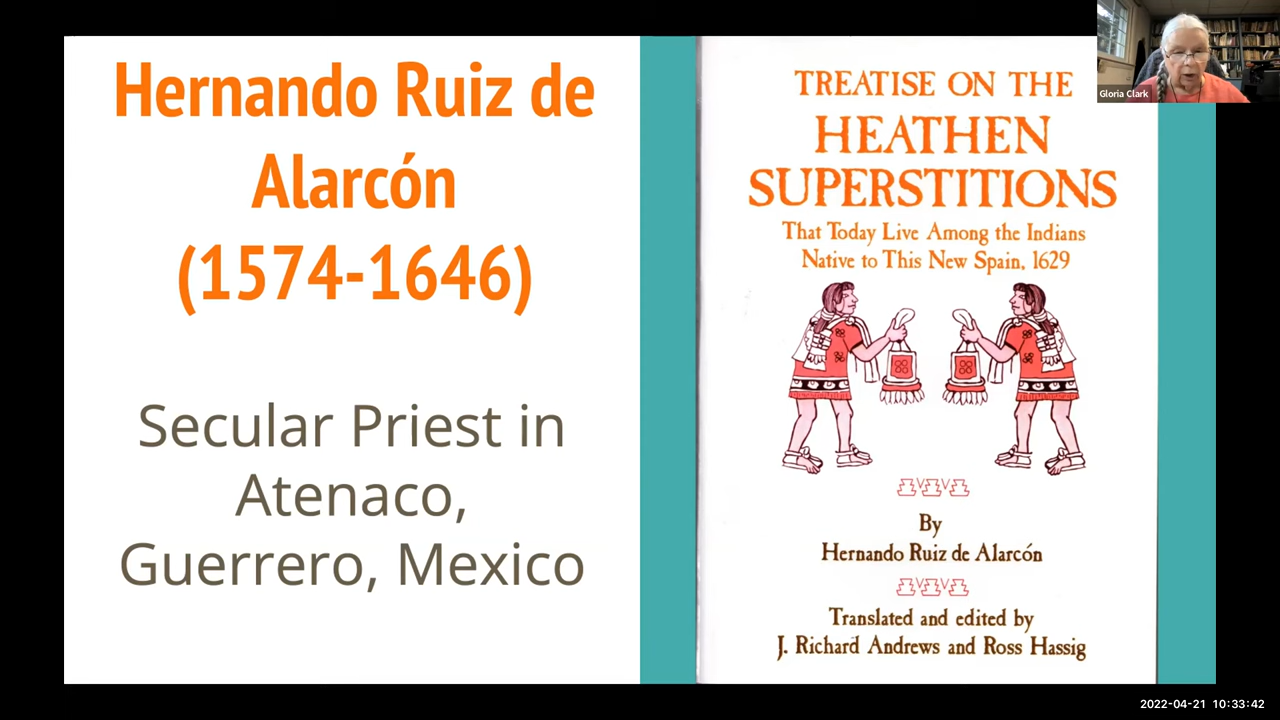 Hernando Ruiz de
Alarcón
(1574-1646)
Secular Priest in
Atenaco,
Guerrero, Mexico
TREATISE ON THE
HEATHEN
SUPERSTITIONS
That Today Live Among the Indians
Native to This New Spain, 1629
By
Hernando Ruiz de Alarcón
Translated and edited by
J. Richard Andrews and Ross Hassig
Gloria Clark
2022-04-21 10:33:42